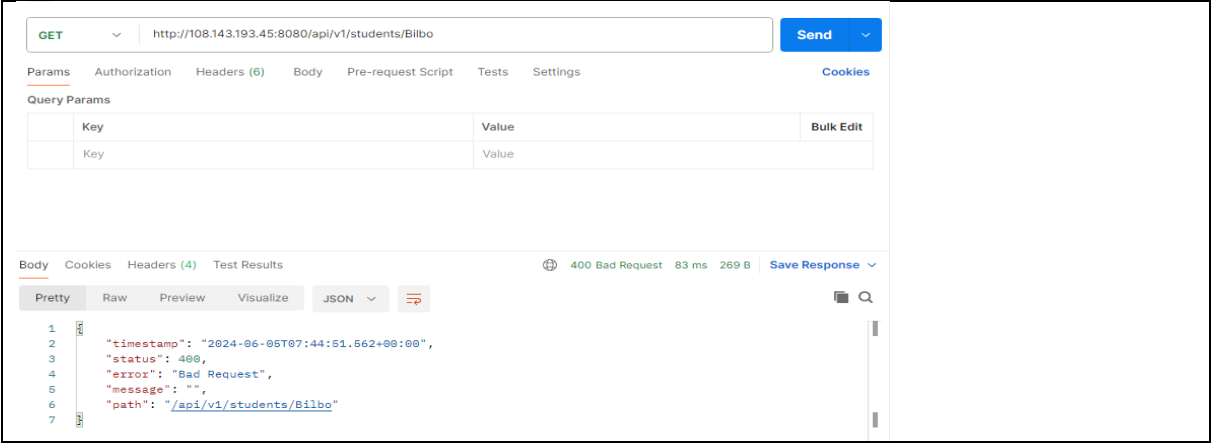 GET http://108.143.193.45:8080/api/v1/students/Bilbo Send
Params Authorization Headers (6) Body Pre-request Script Tests Settings Cookies
Query Params
Key Value Bulk Edit
Key Value
Body Cookies Headers (4) Test Results 400 Bad Request 83 ms 269 B Save Response
Pretty Raw Preview Visualize JSON
1 {
2 "timestamp": "2024-06-05T07:44:51.562+00:00",
3 "status": 400,
4 "error": "Bad Request",
5 "message": "",
6 "path": "/api/v1/students/Bilbo"
7 }